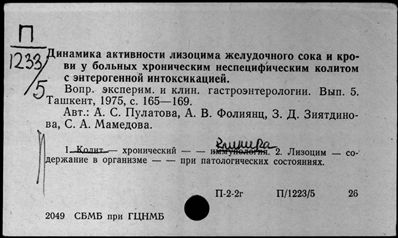 П
1233/5
Динамика активности лизоцима желудочного сока и кро-
ви у больных хроническим неспецифическим колитом
с энтерогенной интоксикацией.
Вопр. эксперим. и клин. гастроэнтерологии. Вып. 5.
Ташкент, 1975, с. 165—169.
Авт.: А. С. Пулатова, А. В. Фолиянц, З. Д. Зиятдино-
ва, С. А. Мамедова.
клиника
1. Колит — хронический — — иммунология. 2. Лизоцим — со-
держание в организме — — при патологических состояниях.
П-2-2г П/1223/5 26
2049 СБМБ при ГЦНМБ